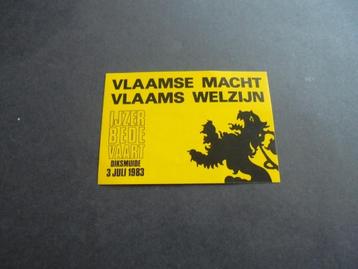 VLAAMSE MACHT
VLAAMS WELZIJN
IJZER
BEDE
VAART
DIKSMUIDE
3 JULI 1983